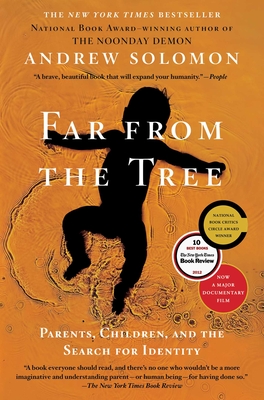 THE NEW YORK TIMES BESTSELLER
NATIONAL BOOK AWARD–WINNING AUTHOR OF
THE NOONDAY DEMON
ANDREW SOLOMON
"A brave, beautiful book that will expand your humanity."—People
FAR FROM
THE TREE
NATIONAL
BOOK CRITICS
CIRCLE AWARD
WINNER
10
BEST BOOKS
The New York Times
Book Review
2012
NOW
A MAJOR
DOCUMENTARY
FILM
PARENTS, CHILDREN, AND THE
SEARCH FOR IDENTITY
"A book everyone should read, and there's no one who wouldn't be a more
imaginative and understanding parent—or human being—for having done so."
—The New York Times Book Review